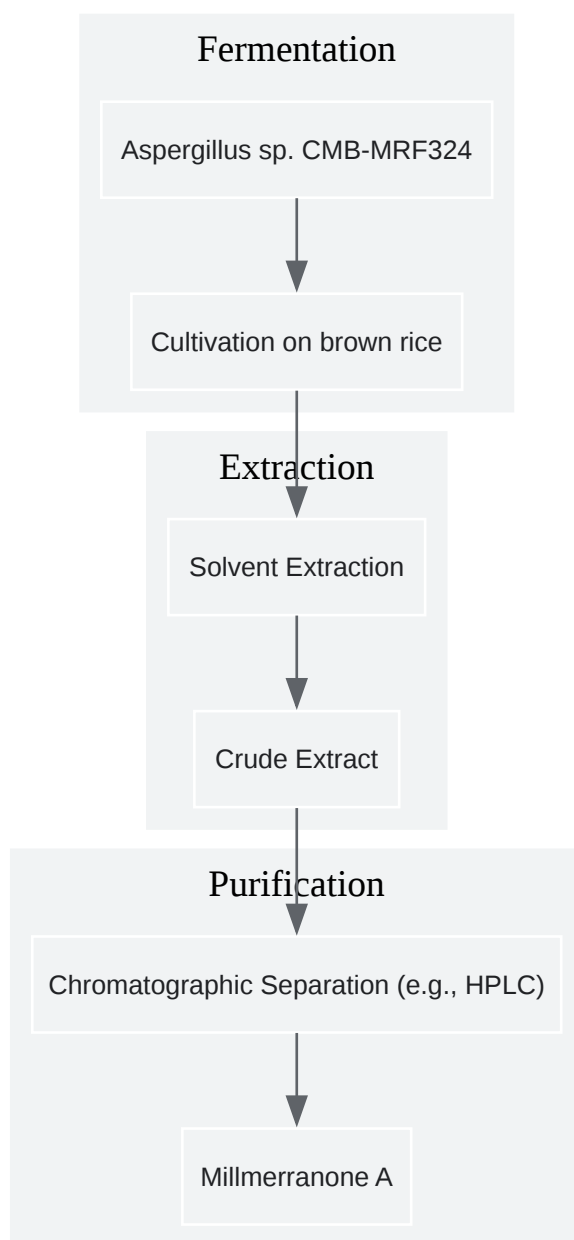 Fermentation
Aspergillus sp. CMB-MRF324
Cultivation on brown rice
Extraction
Solvent Extraction
Crude Extract
Purification
Chromatographic Separation (e.g., HPLC)
Millmerranone A